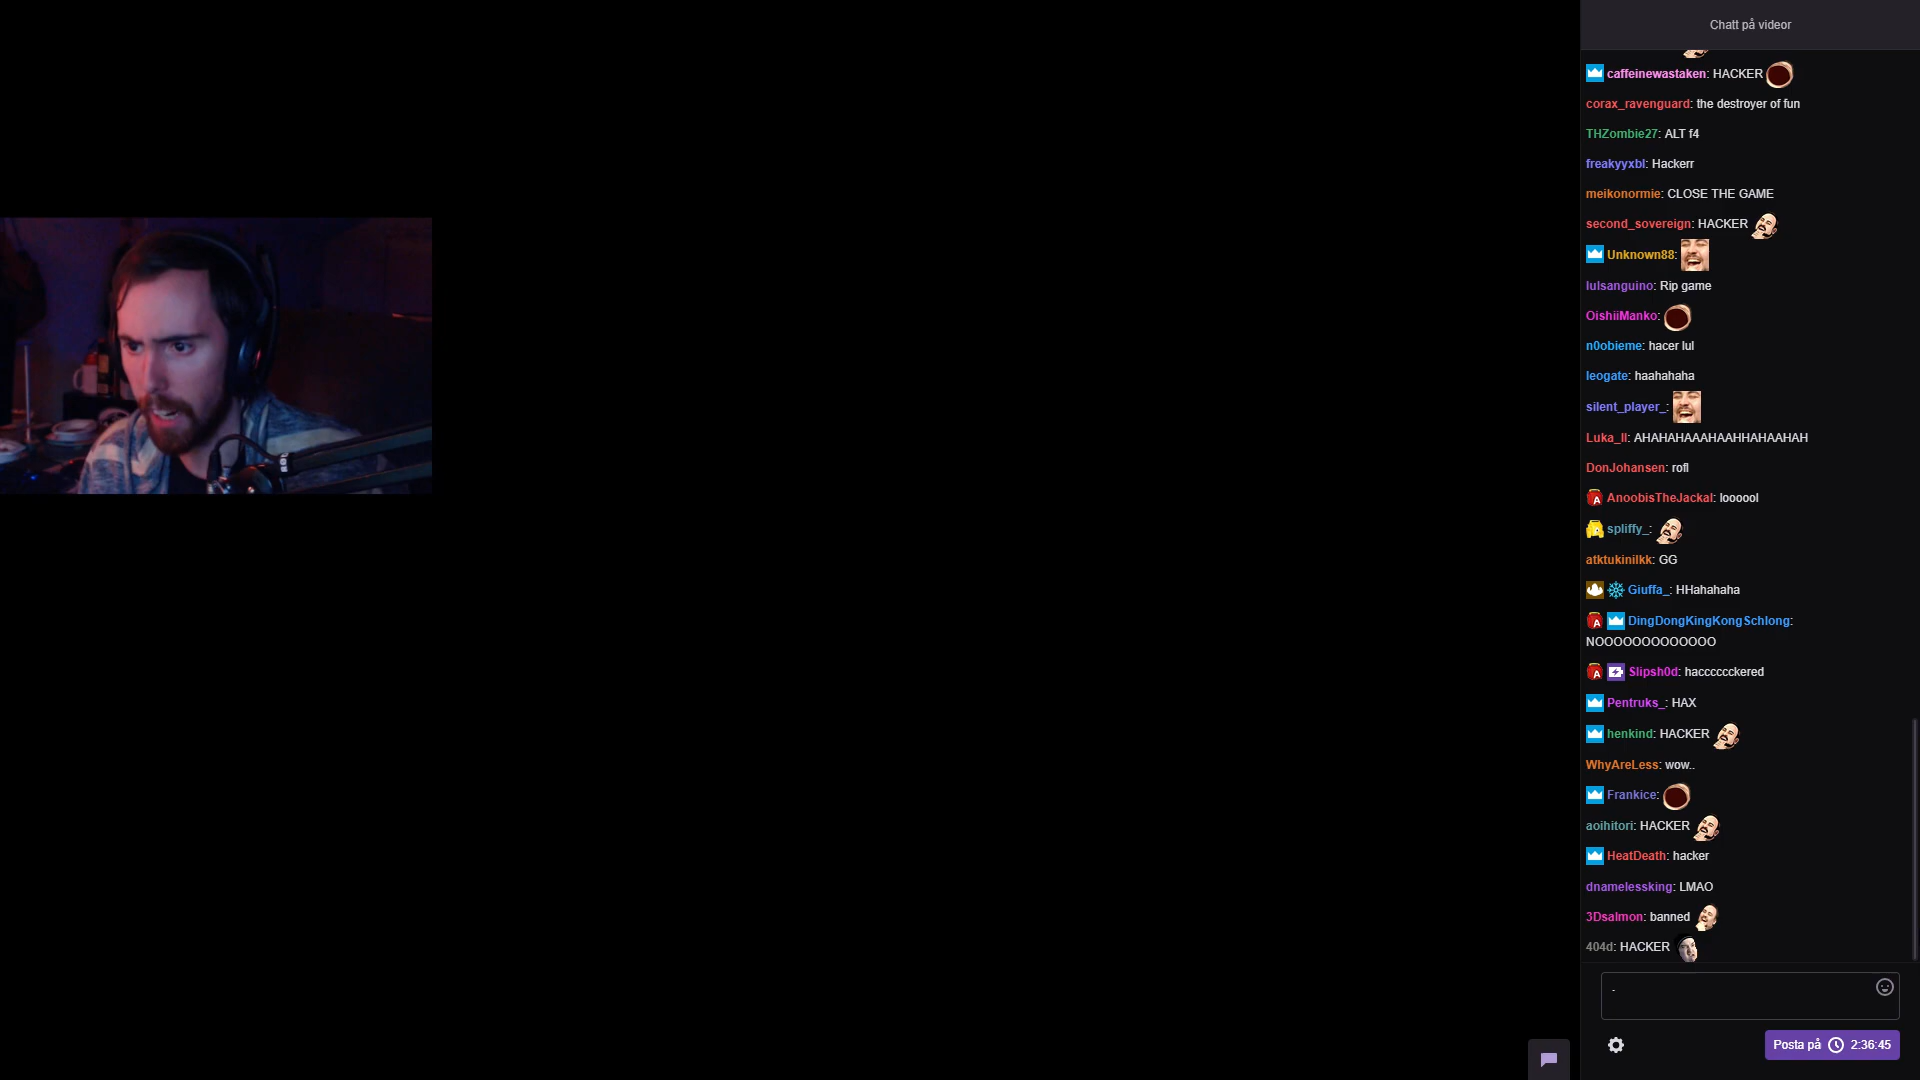 Chatt på videor
caffeinewastaken: HACKER
corax_ravenguard: the destroyer of fun
THZombie27: ALT f4
freakyyxbl: Hackerr
meikonormie: CLOSE THE GAME
second_sovereign: HACKER
Unknown88:
lulsanguino: Rip game
OishiiManko:
n0obieme: hacer lul
leogate: haahahaha
silent_player_:
Luka_II: AHAHAHAAAHAAHHAHAAHAH
DonJohansen: rofl
AnoobisTheJackal: loooool
spliffy_:
atktukinilkk: GG
Giuffa_: HHahahaha
DingDongKingKongSchlong:
NOOOOOOOOOOOOO
Slipsh0d: hacccccckered
Pentruks_: HAX
henkind: HACKER
WhyAreLess: wow..
Frankice:
aoihitori: HACKER
HeatDeath: hacker
dnamelessking: LMAO
3Dsalmon: banned
404d: HACKER
-
Posta på 2:36:45